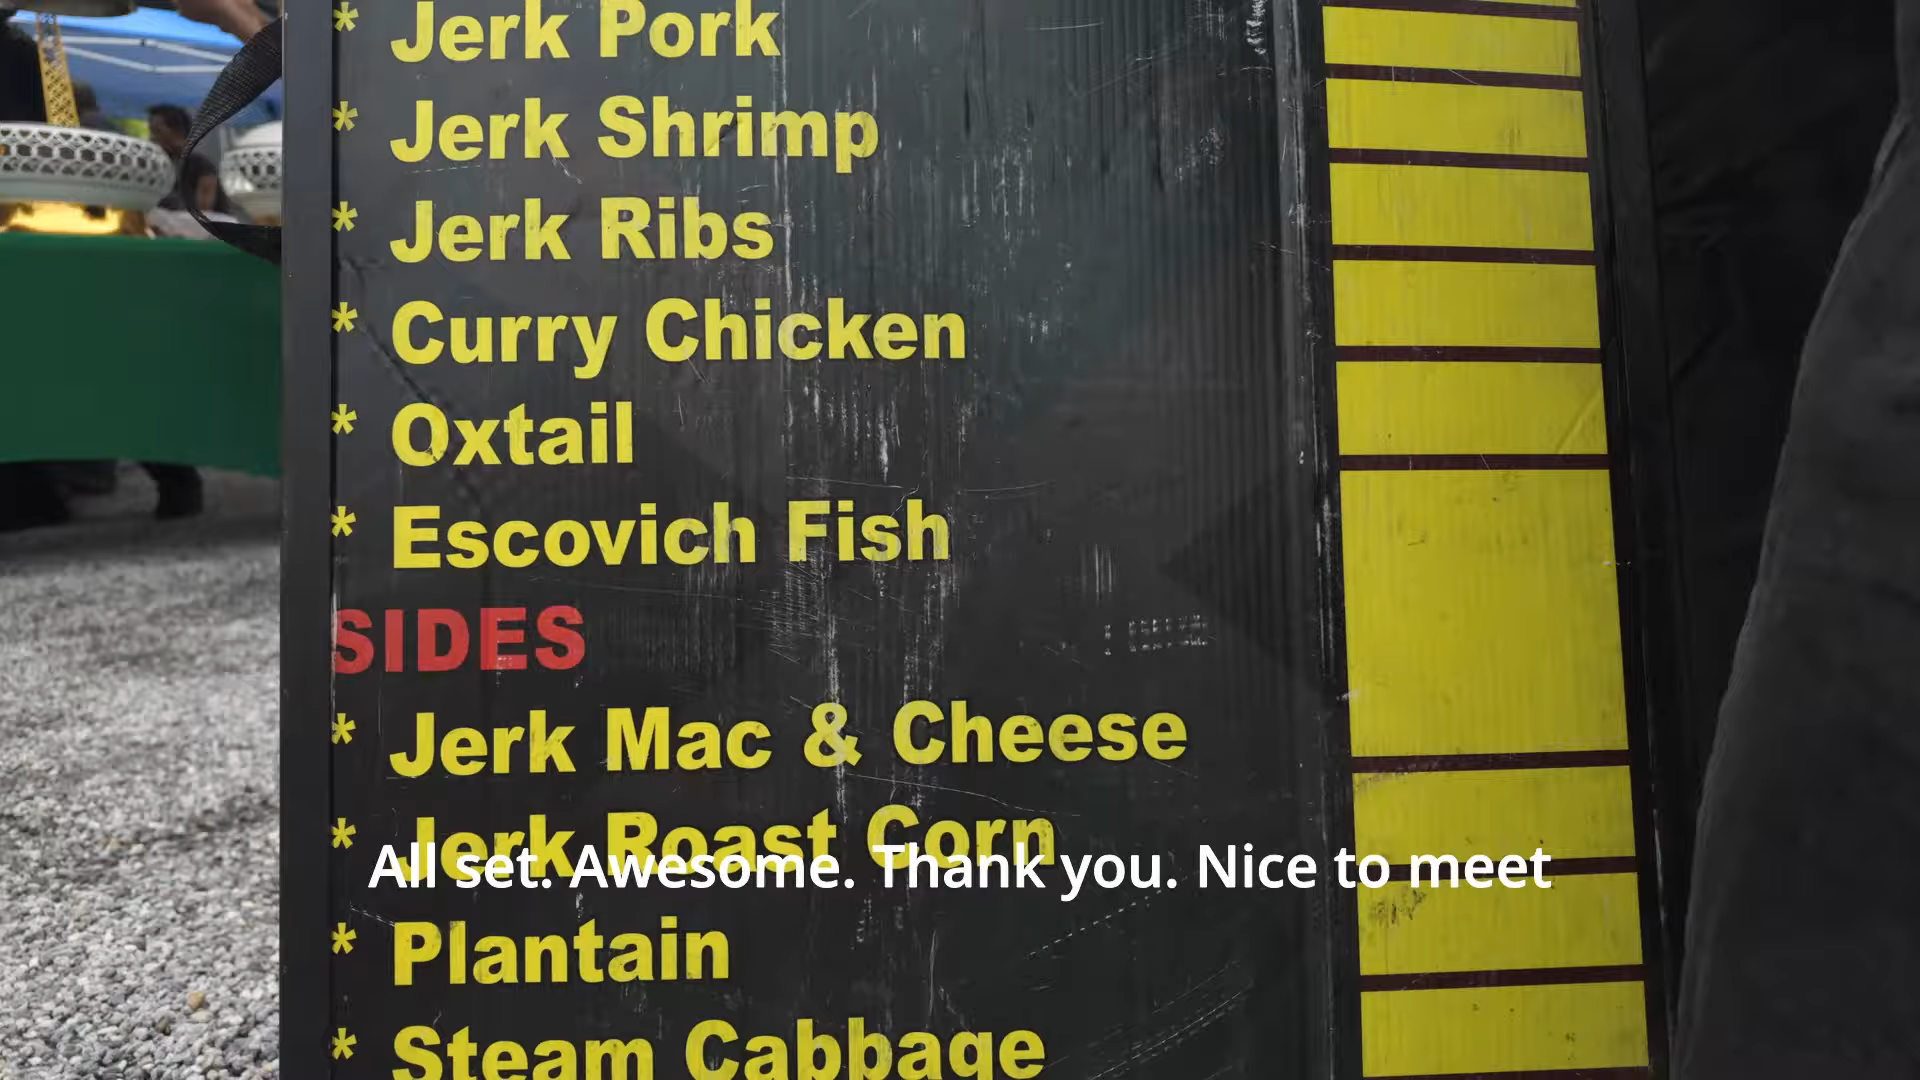 * Jerk Pork
* Jerk Shrimp
* Jerk Ribs
* Curry Chicken
* Oxtail
* Escovich Fish
SIDES
* Jerk Mac & Cheese
* Jerk Roast Corn
All set. Awesome. Thank you. Nice to meet
* Plantain
* Steam Cabbage